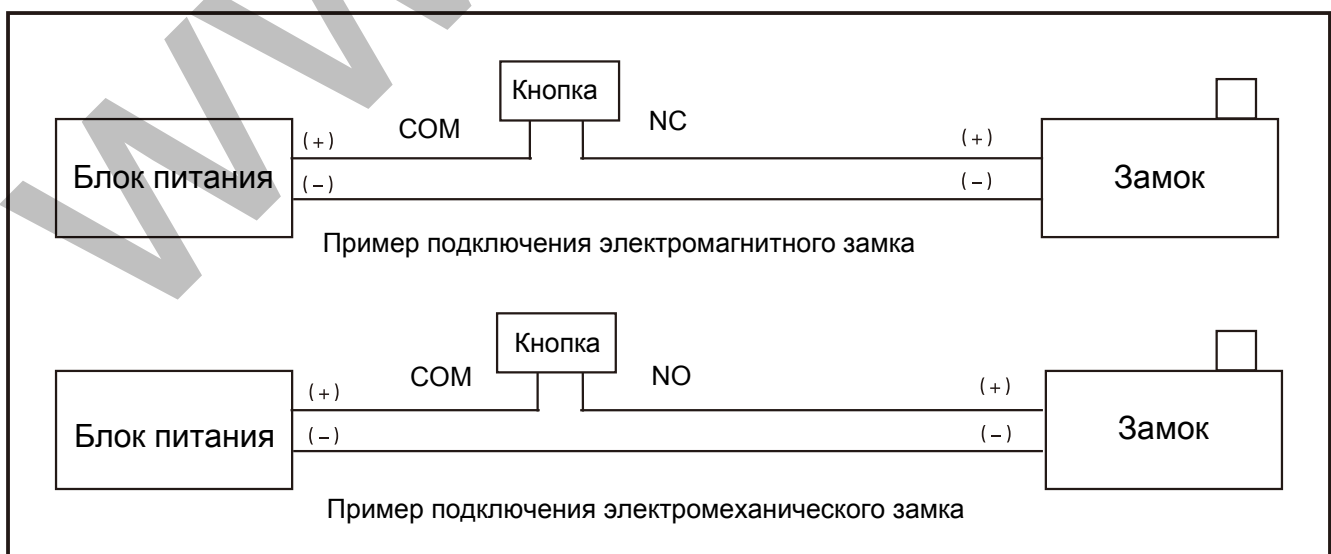 Кнопка
COM NC
(+) (+)
Блок питания (−) (−) Замок
Пример подключения электромагнитного замка
Кнопка
COM NO
(+) (+)
Блок питания (−) (−) Замок
Пример подключения электромеханического замка